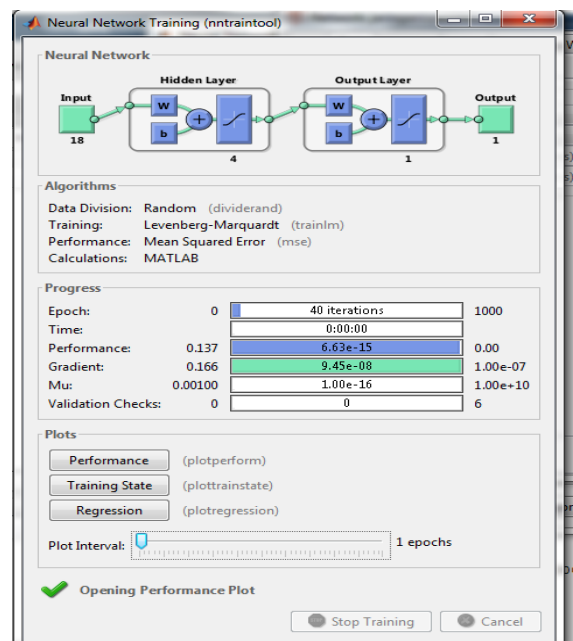 Neural Network Training (nntraintool)
Neural Network
Hidden Layer
Output Layer
Input
Output
W
b
+
W
b
+
18
4
1
1
Algorithms
Data Division: Random (dividerand)
Training: Levenberg-Marquardt (trainlm)
Performance: Mean Squared Error (mse)
Calculations: MATLAB
Progress
Epoch: 0 40 iterations 1000
Time: 0:00:00
Performance: 0.137 6.63e-15 0.00
Gradient: 0.166 9.45e-08 1.00e-07
Mu: 0.00100 1.00e-16 1.00e+10
Validation Checks: 0 0 6
Plots
Performance (plotperform)
Training State (plottrainstate)
Regression (plotregression)
Plot Interval: 1 epochs
Opening Performance Plot
Stop Training Cancel